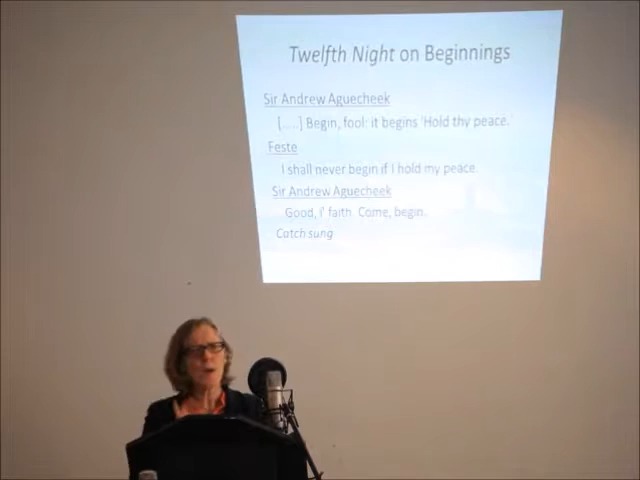 Twelfth Night on Beginnings
Sir Andrew Aguecheek
[....] Begin, fool: it begins 'Hold thy peace.'
Feste
I shall never begin if I hold my peace.
Sir Andrew Aguecheek
Good, i' faith. Come, begin.
Catch sung